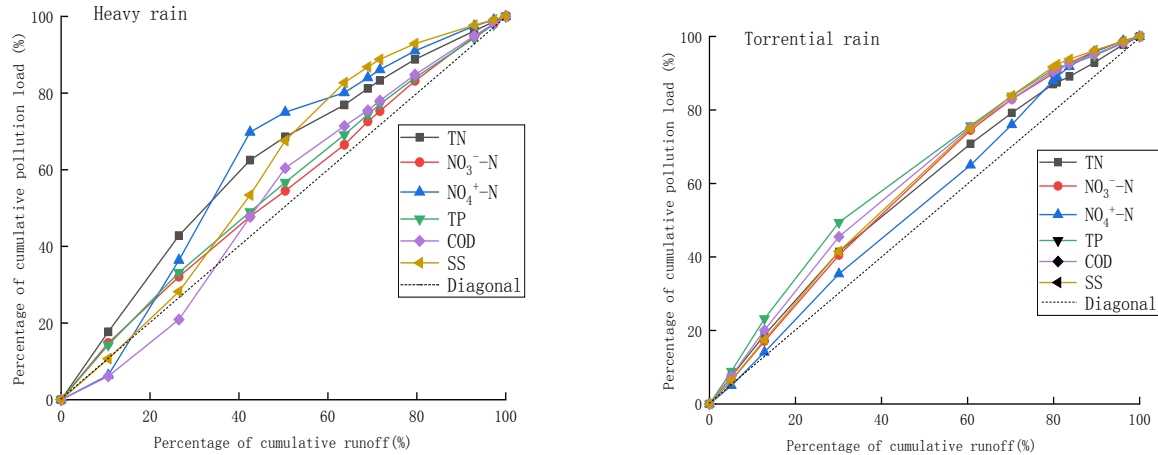 Heavy rain
Percentage of cumulative pollution load (%)
100
80
60
40
20
0
0 20 40 60 80 100
Percentage of cumulative runoff(%)
TN
NO₃⁻–N
NO₄⁺–N
TP
COD
SS
Diagonal
Torrential rain
Percentage of cumulative pollution load (%)
100
80
60
40
20
0
0 20 40 60 80 100
Percentage of cumulative runoff(%)
TN
NO₃⁻–N
NO₄⁺–N
TP
COD
SS
Diagonal